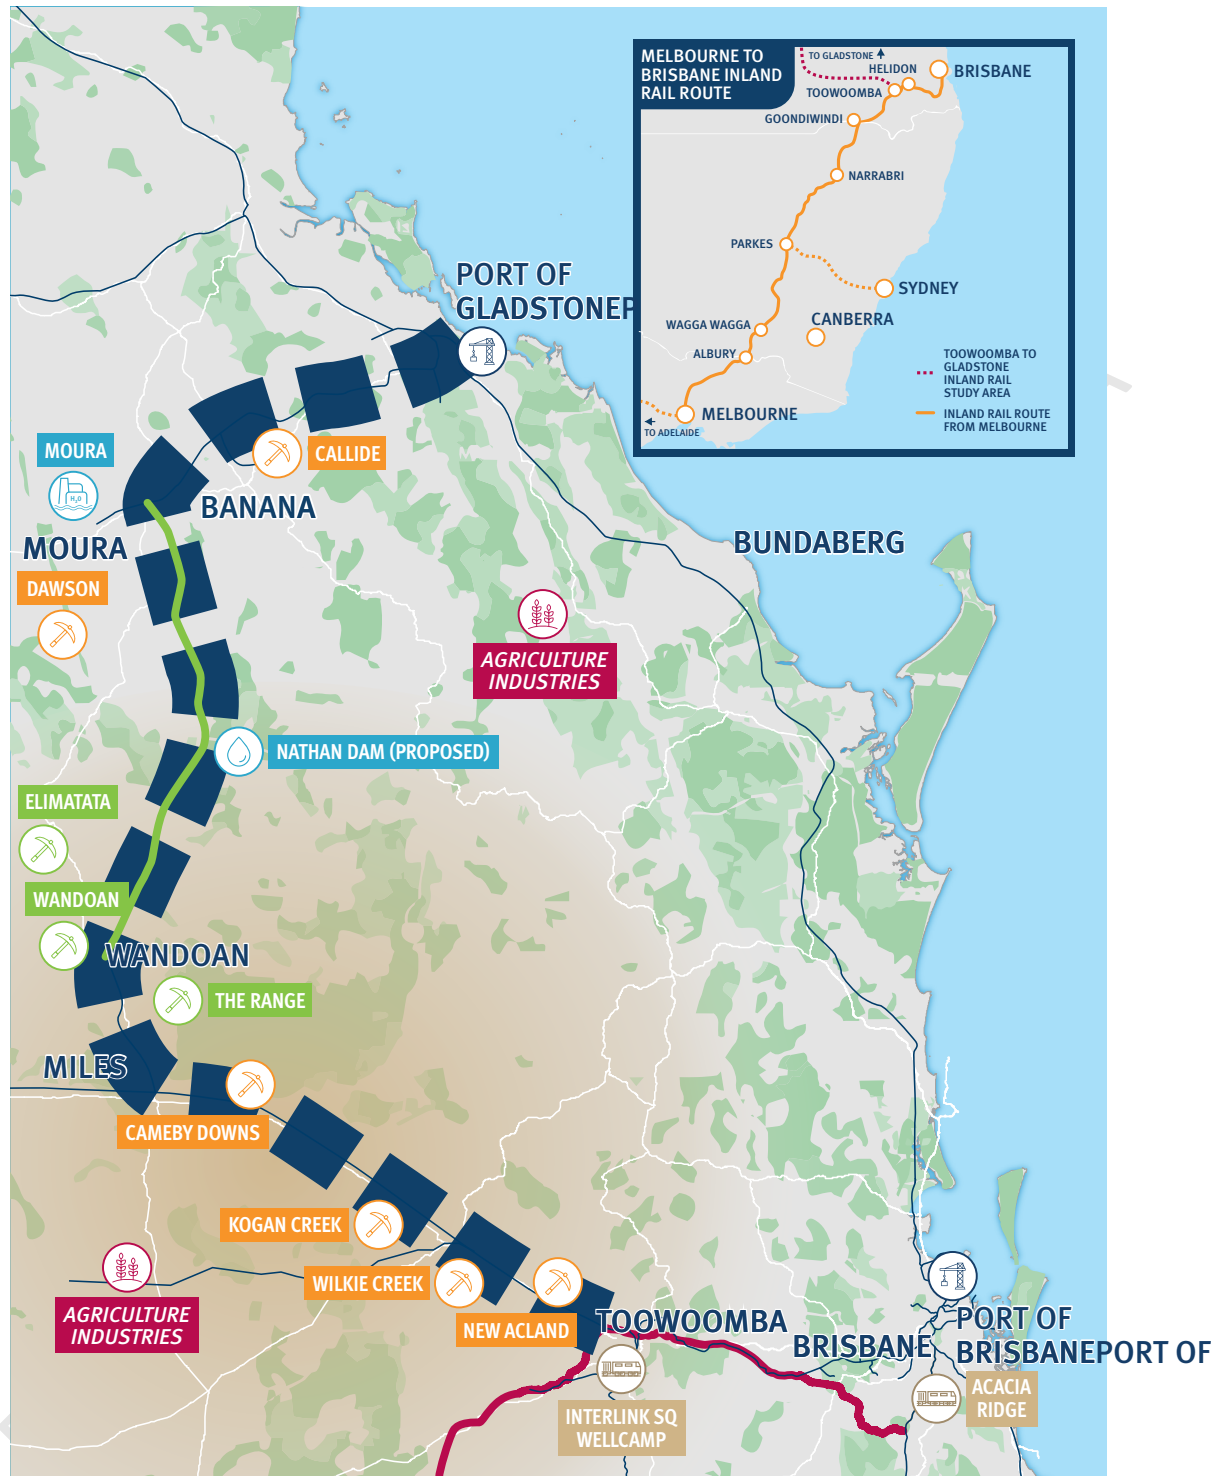 MELBOURNE TO
BRISBANE INLAND
RAIL ROUTE
TO GLADSTONE
HELIDON
BRISBANE
TOOWOOMBA
GOONDIWINDI
NARRABRI
PARKES
SYDNEY
CANBERRA
WAGGA WAGGA
ALBURY
MELBOURNE
TO ADELAIDE
TOOWOOMBA TO
GLADSTONE
INLAND RAIL
STUDY AREA
INLAND RAIL ROUTE
FROM MELBOURNE
PORT OF
GLADSTONEP
MOURA
H₂O
CALLIDE
BANANA
MOURA
DAWSON
BUNDABERG
AGRICULTURE
INDUSTRIES
NATHAN DAM (PROPOSED)
ELIMATATA
WANDOAN
WANDOAN
THE RANGE
MILES
CAMEBY DOWNS
KOGAN CREEK
WILKIE CREEK
AGRICULTURE
INDUSTRIES
NEW ACLAND
TOOWOOMBA
BRISBANE
PORT OF
BRISBANEPORT OF
INTERLINK SQ
WELLCAMP
ACACIA
RIDGE